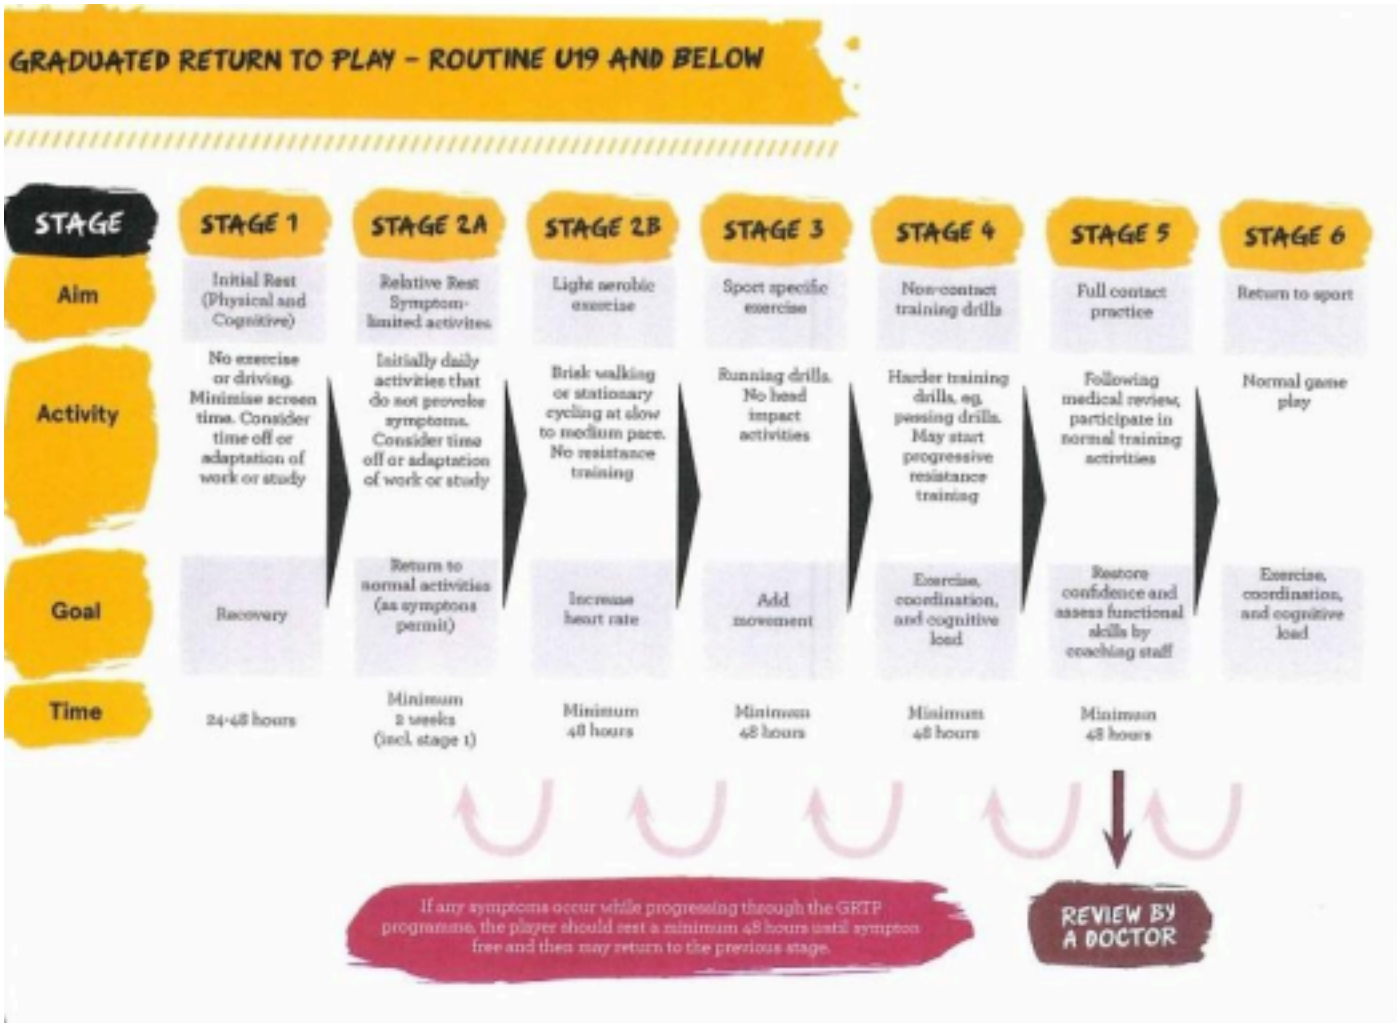 GRADUATED RETURN TO PLAY – ROUTINE U19 AND BELOW
STAGE
STAGE 1
STAGE 2A
STAGE 2B
STAGE 3
STAGE 4
STAGE 5
STAGE 6
Aim
Initial Rest
(Physical and
Cognitive)
Relative Rest
Symptom-
limited activites
Light aerobic
exercise
Sport specific
exercise
Non-contact
training drills
Full contact
practice
Return to sport
Activity
No exercise
or driving.
Minimise screen
time. Consider
time off or
adaptation of
work or study
Initially daily
activities that
do not provoke
symptoms.
Consider time
off or adaptation
of work or study
Brisk walking
or stationary
cycling at slow
to medium pace.
No resistance
training
Running drills.
No head
impact
activities
Harder training
drills, eg,
passing drills.
May start
progressive
resistance
training
Following
medical review,
participate in
normal training
activities
Normal game
play
Goal
Recovery
Return to
normal activities
(as symptoms
permit)
Increase
heart rate
Add
movement
Exercise,
coordination,
and cognitive
load
Restore
confidence and
assess functional
skills by
coaching staff
Exercise,
coordination,
and cognitive
load
Time
24-48 hours
Minimum
2 weeks
(incl. stage 1)
Minimum
48 hours
Minimum
48 hours
Minimum
48 hours
Minimum
48 hours
If any symptoms occur while progressing through the GRTP
programme, the player should rest a minimum 48 hours until sympton
free and then may return to the previous stage.
REVIEW BY
A DOCTOR